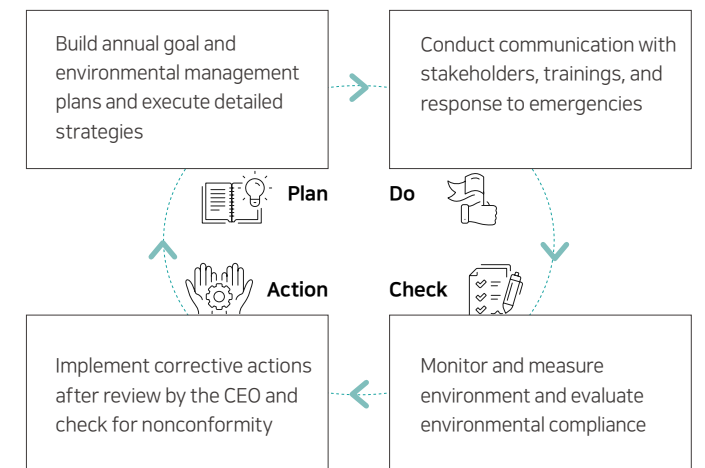 Build annual goal and
environmental management
plans and execute detailed
strategies
Conduct communication with
stakeholders, trainings, and
response to emergencies
Plan
Do
Action
Check
Implement corrective actions
after review by the CEO and
check for nonconformity
Monitor and measure
environment and evaluate
environmental compliance